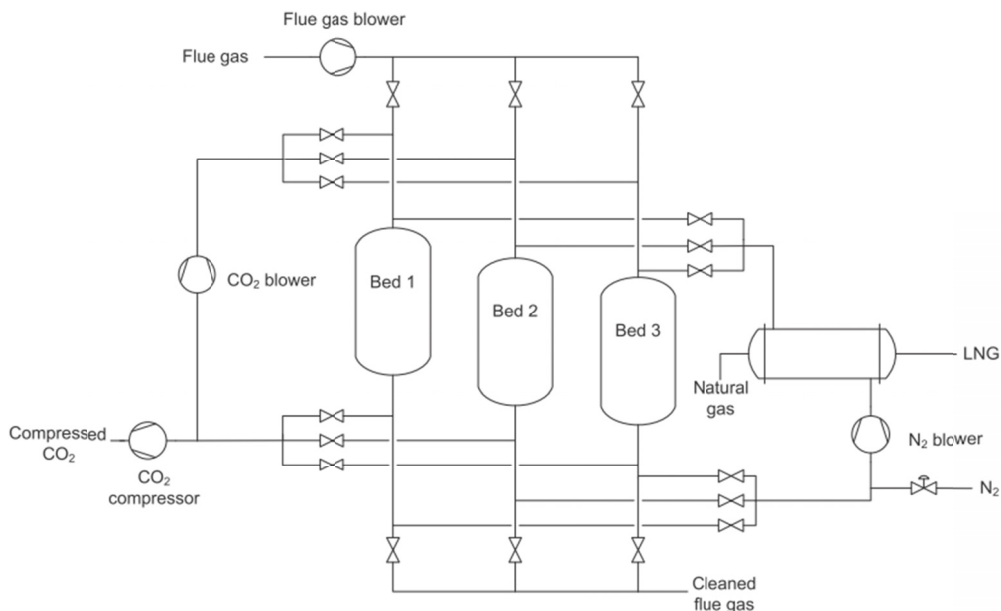 Flue gas blower
Flue gas
CO₂ blower
Bed 1
Bed 2
Bed 3
LNG
Natural
gas
N₂ blower
N₂
Compressed
CO₂
CO₂
compressor
Cleaned
flue gas